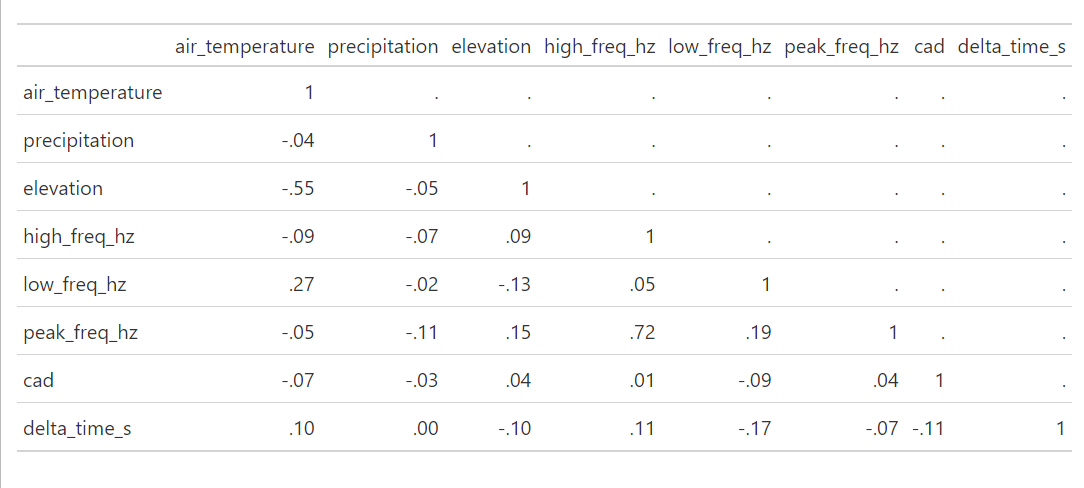 air_temperature precipitation elevation high_freq_hz low_freq_hz peak_freq_hz cad delta_time_s
air_temperature 1 . . . . . . .
precipitation -.04 1 . . . . . .
elevation -.55 -.05 1 . . . . .
high_freq_hz -.09 -.07 .09 1 . . . .
low_freq_hz .27 -.02 -.13 .05 1 . . .
peak_freq_hz -.05 -.11 .15 .72 .19 1 . .
cad -.07 -.03 .04 .01 -.09 .04 1 .
delta_time_s .10 .00 -.10 .11 -.17 -.07 -.11 1